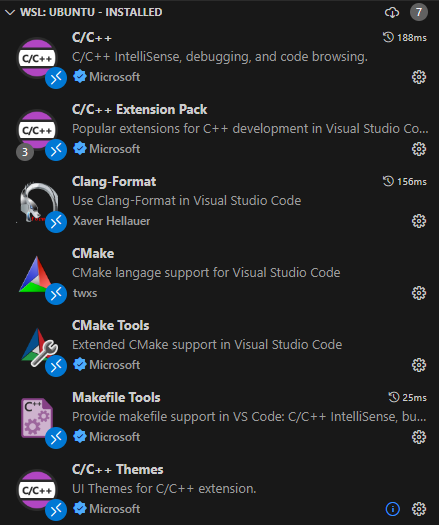 WSL: UBUNTU - INSTALLED
7
C/C++
188ms
C/C++
C/C++ IntelliSense, debugging, and code browsing.
Microsoft
C/C++ Extension Pack
C/C++
Popular extensions for C++ development in Visual Studio Co...
3
Microsoft
Clang-Format
156ms
Use Clang-Format in Visual Studio Code
Xaver Hellauer
CMake
CMake langage support for Visual Studio Code
twxs
CMake Tools
Extended CMake support in Visual Studio Code
Microsoft
Makefile Tools
25ms
C++
Provide makefile support in VS Code: C/C++ IntelliSense, bu...
Microsoft
C/C++ Themes
C/C++
UI Themes for C/C++ extension.
Microsoft